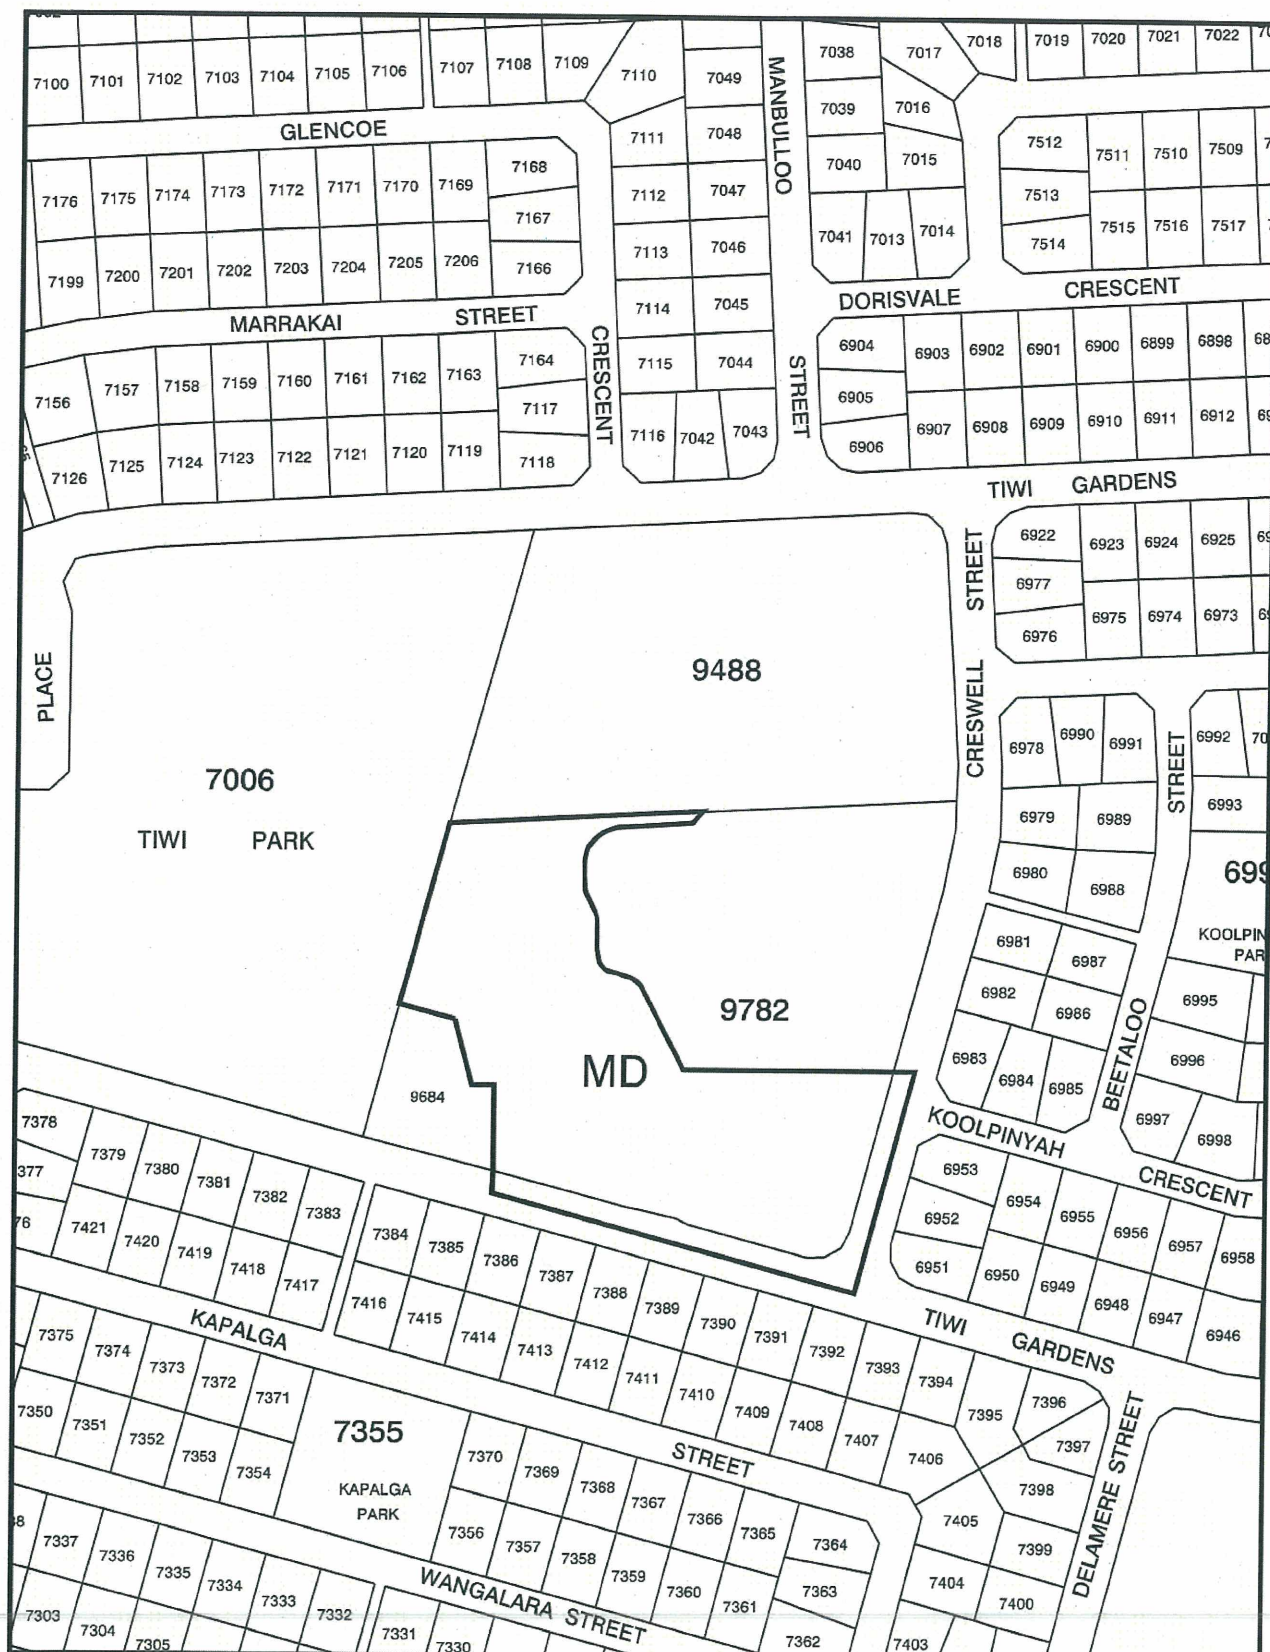 7100 7101 7102 7103 7104 7105 7106 7107 7108 7109 7110 7049
7038 7017 7018 7019 7020 7021 7022
MANBULLOO
GLENCOE
7111 7048 7039 7016
7512 7511 7510 7509
7176 7175 7174 7173 7172 7171 7170 7169 7168
7167
7112 7047 7040 7015
7513
7514 7515 7516 7517
7199 7200 7201 7202 7203 7204 7205 7206 7166
7113 7046 7041 7013 7014
MARRAKAI STREET
7114 7045
DORISVALE CRESCENT
CRESCENT
STREET
7156 7157 7158 7159 7160 7161 7162 7163 7164
7117
7115 7044
6904 6903 6902 6901 6900 6899 6898
6905
7126 7125 7124 7123 7122 7121 7120 7119 7118
7116 7042 7043
6906 6907 6908 6909 6910 6911 6912
TIWI GARDENS
STREET
6922 6923 6924 6925
6977
6976 6975 6974 6973
PLACE
9488
CRESWELL
6978 6990 6991
STREET
6992
7006
TIWI PARK
6979 6989 6993
6980 6988
6981 6987
KOOLPIN
PAR
6982 6986 6995
9782
BEETALOO
MD
6983 6984 6985 6996
9684
6997 6998
KOOLPINYAH
CRESCENT
7378 7379 7380 7381 7382 7383
7384 7385 7386 7387 7388 7389 7390 7391 7392 7393 7394 7395 7396
6953 6954 6955 6956 6957 6958
6952
6951 6950 6949 6948 6947 6946
7421 7420 7419 7418 7417
7416 7415 7414 7413 7412 7411 7410 7409 7408 7407 7406
TIWI GARDENS
KAPALGA
7397
7398
DELAMERE STREET
7375 7374 7373 7372 7371
7355
KAPALGA
PARK
STREET
7350 7351 7352 7353 7354
7370 7369 7368 7367 7366 7365 7364
7405 7399
7356 7357 7358 7359 7360 7361 7363
7404 7400
7362 7403
WANGALARA STREET
7337 7336 7335 7334 7333 7332 7331 7330
7303 7304 7305